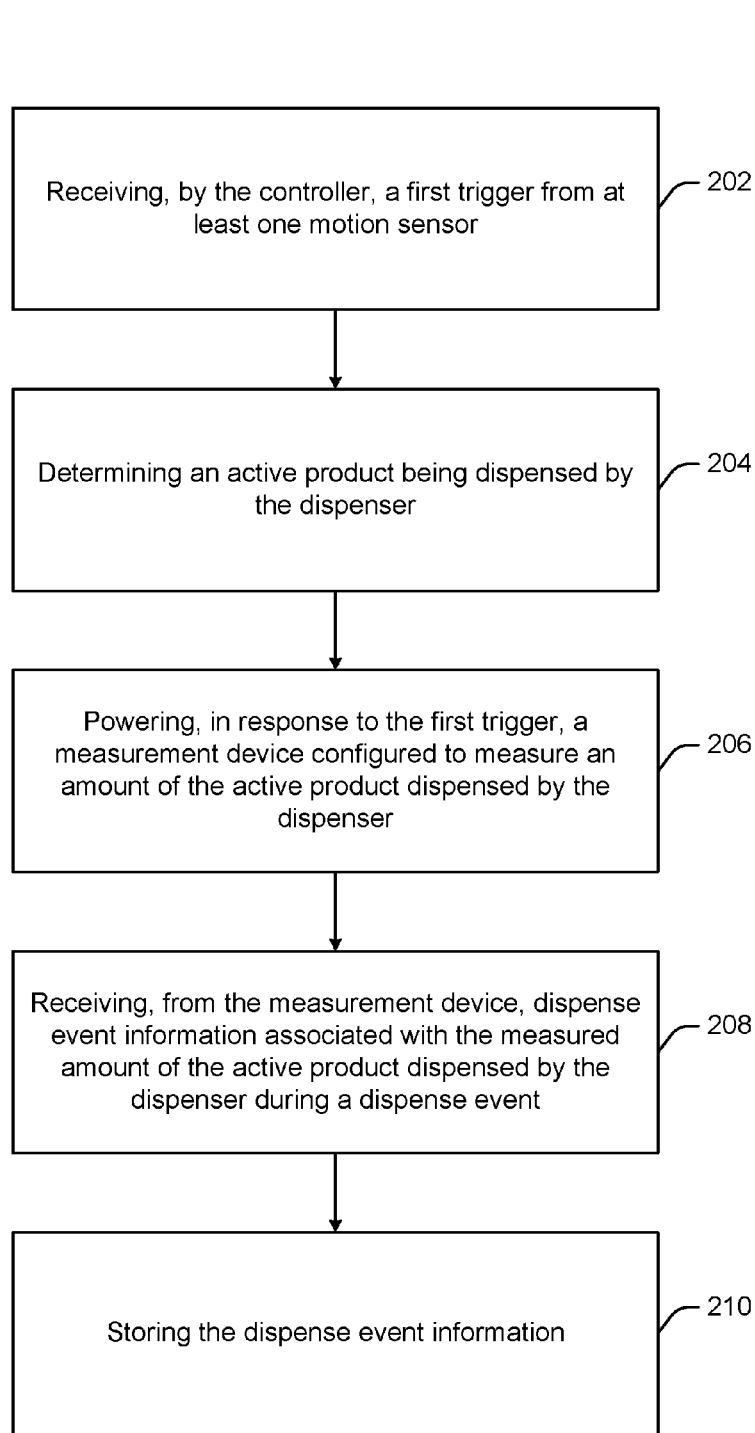 Receiving, by the controller, a first trigger from at
least one motion sensor
202
Determining an active product being dispensed by
the dispenser
204
Powering, in response to the first trigger, a
measurement device configured to measure an
amount of the active product dispensed by the
dispenser
206
Receiving, from the measurement device, dispense
event information associated with the measured
amount of the active product dispensed by the
dispenser during a dispense event
208
Storing the dispense event information
210